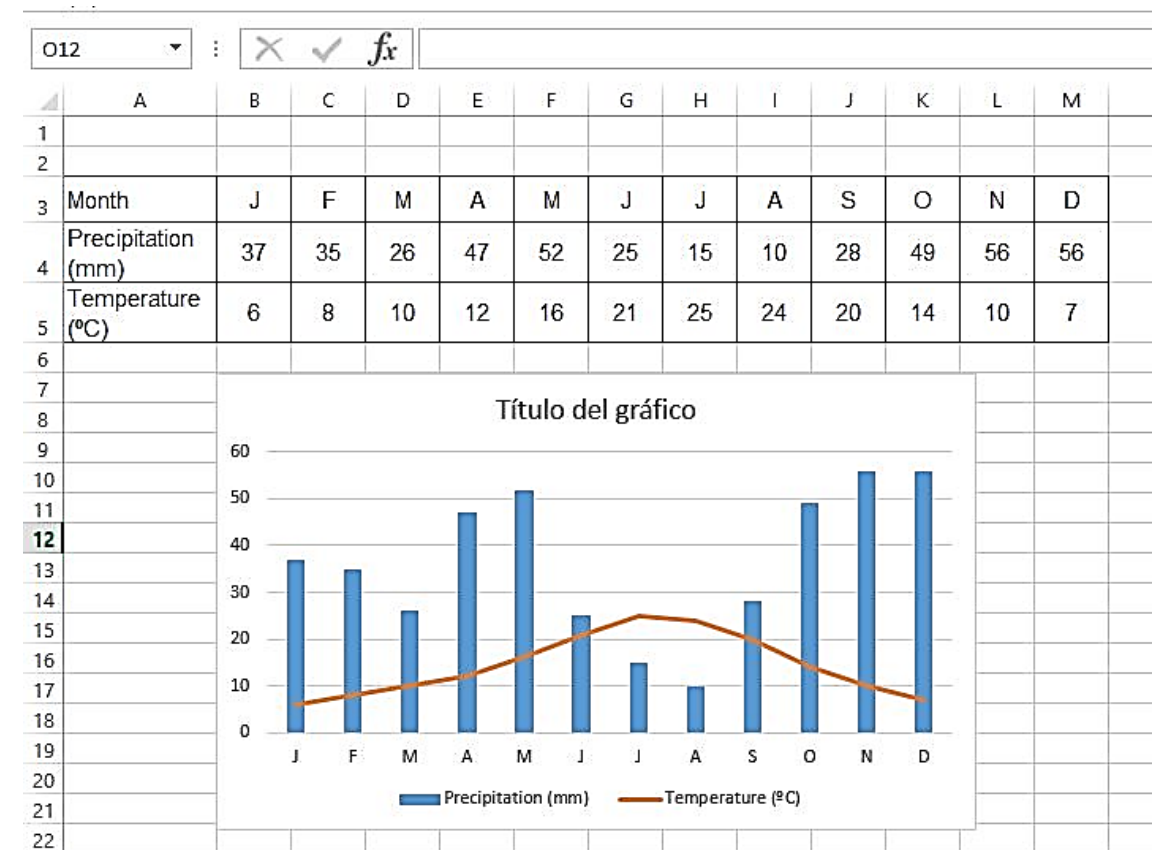 O12
fx
A B C D E F G H I J K L M
1
2
3 Month J F M A M J J A S O N D
Precipitation
4 (mm) 37 35 26 47 52 25 15 10 28 49 56 56
Temperature
5 (ºC) 6 8 10 12 16 21 25 24 20 14 10 7
6
7
8
9
10
11
12
13
14
15
16
17
18
19
20
21
22
Título del gráfico
60
50
40
30
20
10
0
J F M A M J J A S O N D
Precipitation (mm) Temperature (ºC)